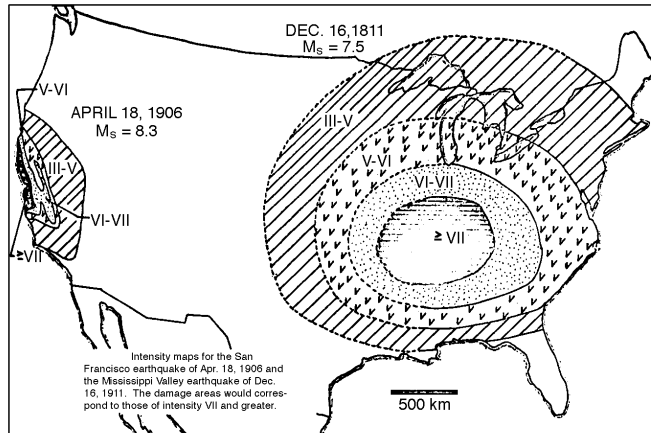 DEC. 16,1811
Ms = 7.5
V-VI
APRIL 18, 1906
Ms = 8.3
III-V
III-V
V-VI
VI-VII
VI-VII
≥VII
≥VII
Intensity maps for the San
Francisco earthquake of Apr. 18, 1906 and
the Mississippi Valley earthquake of Dec.
16, 1911. The damage areas would corres-
pond to those of intensity VII and greater.
500 km